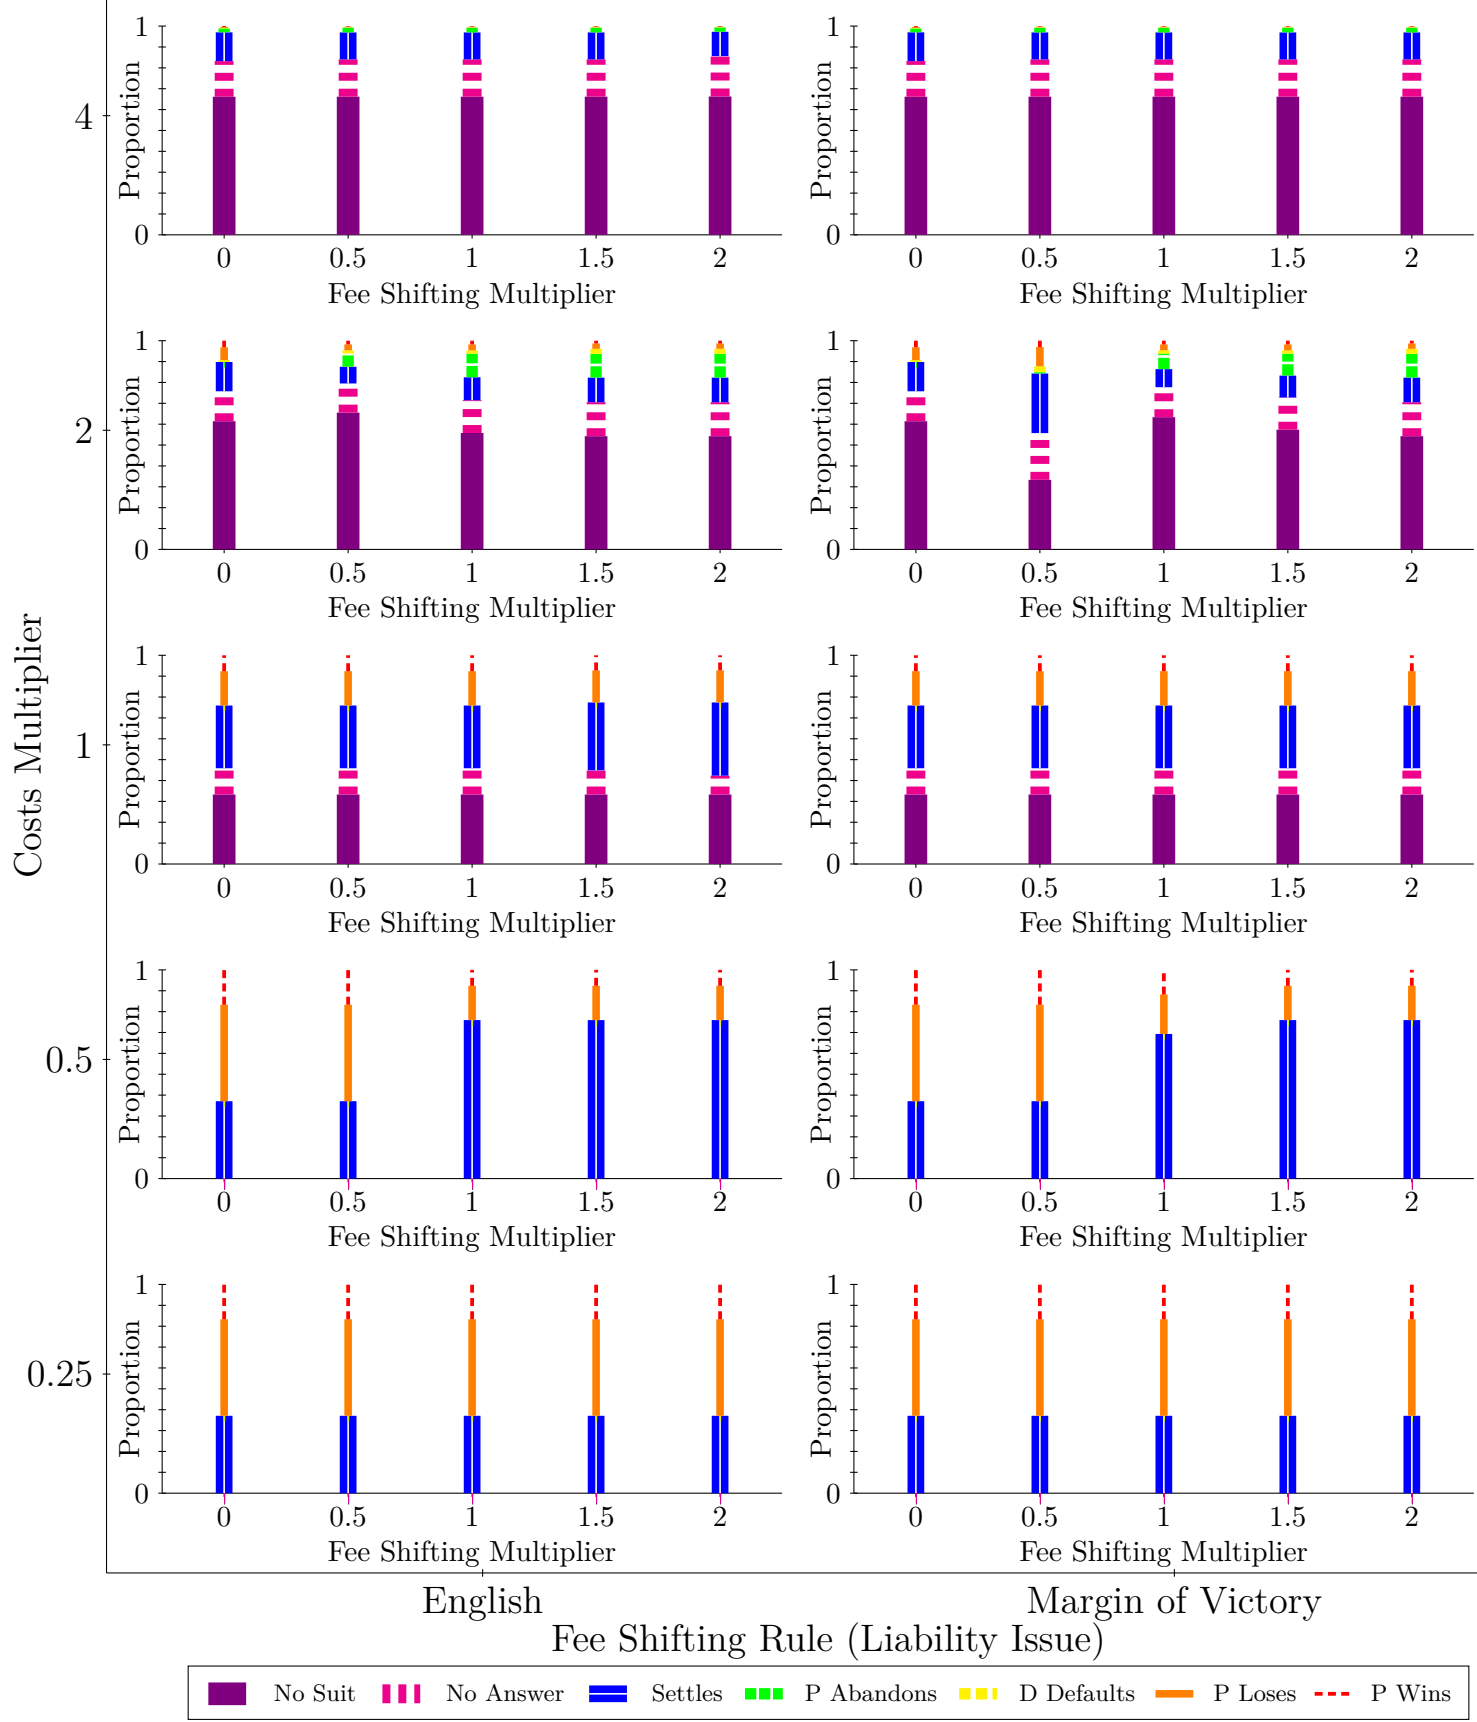 Costs Multiplier
4
1
Proportion
0
0 0.5 1 1.5 2
Fee Shifting Multiplier
1
Proportion
0
0 0.5 1 1.5 2
Fee Shifting Multiplier
2
1
Proportion
0
0 0.5 1 1.5 2
Fee Shifting Multiplier
1
Proportion
0
0 0.5 1 1.5 2
Fee Shifting Multiplier
1
1
Proportion
0
0 0.5 1 1.5 2
Fee Shifting Multiplier
1
Proportion
0
0 0.5 1 1.5 2
Fee Shifting Multiplier
0.5
1
Proportion
0
0 0.5 1 1.5 2
Fee Shifting Multiplier
1
Proportion
0
0 0.5 1 1.5 2
Fee Shifting Multiplier
0.25
1
Proportion
0
0 0.5 1 1.5 2
Fee Shifting Multiplier
1
Proportion
0
0 0.5 1 1.5 2
Fee Shifting Multiplier
English Margin of Victory
Fee Shifting Rule (Liability Issue)
No Suit No Answer Settles P Abandons D Defaults P Loses P Wins